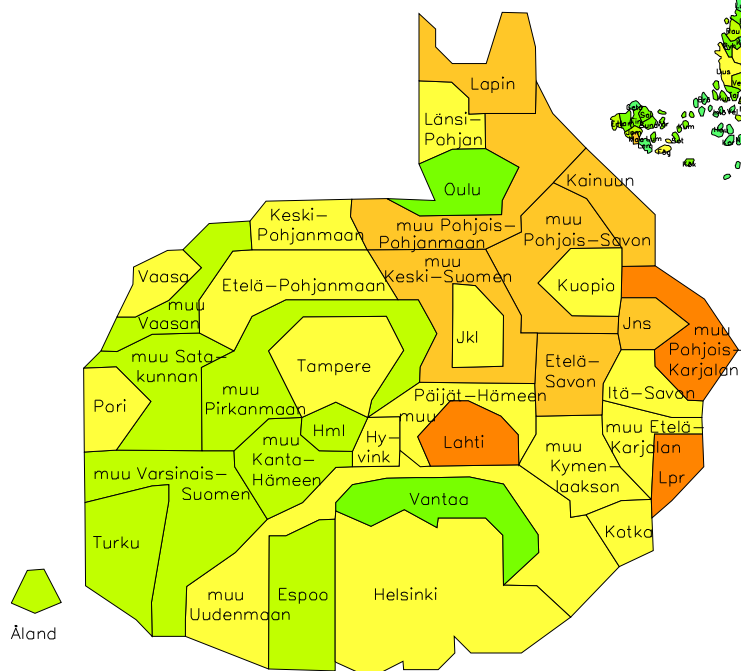 Lapin
Länsi–
Pohjan
Oulu
Kainuun
Keski–
Pohjanmaan
muu Pohjois–
Pohjanmaan
muu
Pohjois–Savon
Vaasa
Etelä–Pohjanmaan
muu
Keski–Suomen
Kuopio
muu
Vaasan
Jkl
Jns
muu
Pohjois–
Karjalan
muu Sata–
kunnan
Tampere
Etelä–
Savon
Itä–Savon
Pori
muu
Pirkanmaan
Päijät–Hämeen
muu
Hml
Hy–
vink
Lahti
muu Etelä–
Karjalan
muu
Kanta–
Hämeen
muu
Kymen–
laakson
muu Varsinais–
Suomen
Lpr
Vantaa
Turku
Kotka
muu
Uudenmaan
Espoo
Helsinki
Åland